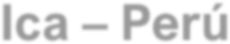 Ica – Perú